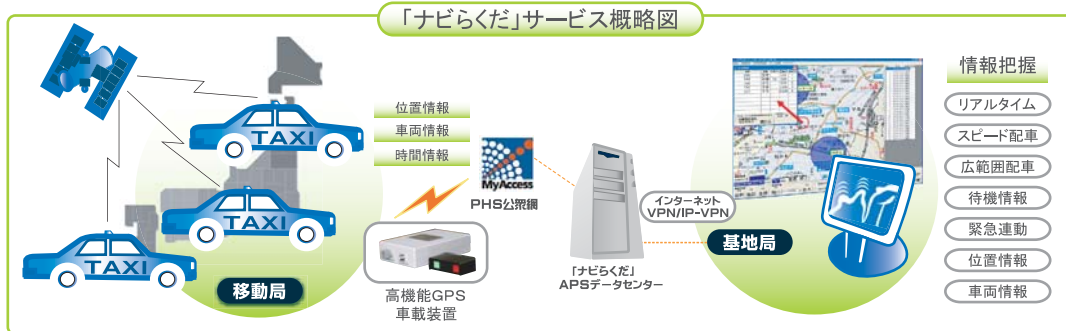 「ナビらくだ」サービス概略図
TAXI
TAXI
TAXI
移動局
位置情報
車両情報
時間情報
MyAccess
PHS公衆網
高機能GPS
車載装置
「ナビらくだ」
APSデータセンター
インターネット
VPN/IP-VPN
基地局
情報把握
リアルタイム
スピード配車
広範囲配車
待機情報
緊急連動
位置情報
車両情報